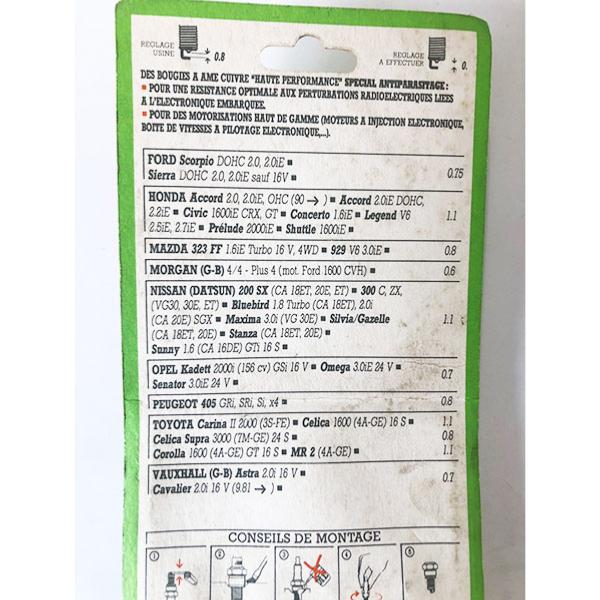 REGLAGE
USINE
0.8
REGLAGE
A EFFECTUER
0.
DES BOUGIES A AME CUIVRE "HAUTE PERFORMANCE" SPECIAL ANTIPARASITAGE :
▪ POUR UNE RESISTANCE OPTIMALE AUX PERTURBATIONS RADIOELECTRIQUES LIEES
A L'ELECTRONIQUE EMBARQUEE.
▪ POUR DES MOTORISATIONS HAUT DE GAMME (MOTEURS A INJECTION ELECTRONIQUE,
BOITE DE VITESSES A PILOTAGE ELECTRONIQUE,...).
FORD Scorpio DOHC 2.0, 2.0iE ▪
Sierra DOHC 2.0, 2.0iE sauf 16V ▪ 0.75
HONDA Accord 2.0, 2.0iE, OHC (90 → ) ▪ Accord 2.0iE DOHC,
2.2iE ▪ Civic 1600iE CRX, GT ▪ Concerto 1.6iE ▪ Legend V6 1.1
2.5iE, 2.7iE ▪ Prélude 2000iE ▪ Shuttle 1600iE ▪
MAZDA 323 FF 1.6iE Turbo 16 V, 4WD ▪ 929 V6 3.0iE ▪ 0.8
MORGAN (G-B) 4/4 - Plus 4 (mot. Ford 1600 CVH) ▪ 0.6
NISSAN (DATSUN) 200 SX (CA 18ET, 20E, ET) ▪ 300 C, ZX,
(VG30, 30E, ET) ▪ Bluebird 1.8 Turbo (CA 18ET), 2.0i
(CA 20E) SGX ▪ Maxima 3.0i (VG 30E) ▪ Silvia/Gazelle 1.1
(CA 18ET, 20E) ▪ Stanza (CA 18ET, 20E) ▪
Sunny 1.6 (CA 16DE) GTi 16 S ▪
OPEL Kadett 2000i (156 cv) GSi 16 V ▪ Omega 3.0iE 24 V ▪ 0.7
Senator 3.0iE 24 V ▪
PEUGEOT 405 GRi, SRi, Si, x4 ▪ 0.8
TOYOTA Carina II 2000 (3S-FE) ▪ Celica 1600 (4A-GE) 16 S ▪ 1.1
Celica Supra 3000 (7M-GE) 24 S ▪ 0.8
Corolla 1600 (4A-GE) GT 16 S ▪ MR 2 (4A-GE) ▪ 1.1
VAUXHALL (G-B) Astra 2.0i 16 V ▪ 0.7
Cavalier 2.0i 16 V (9.81 → ) ▪
CONSEILS DE MONTAGE
1 2 3 4 5